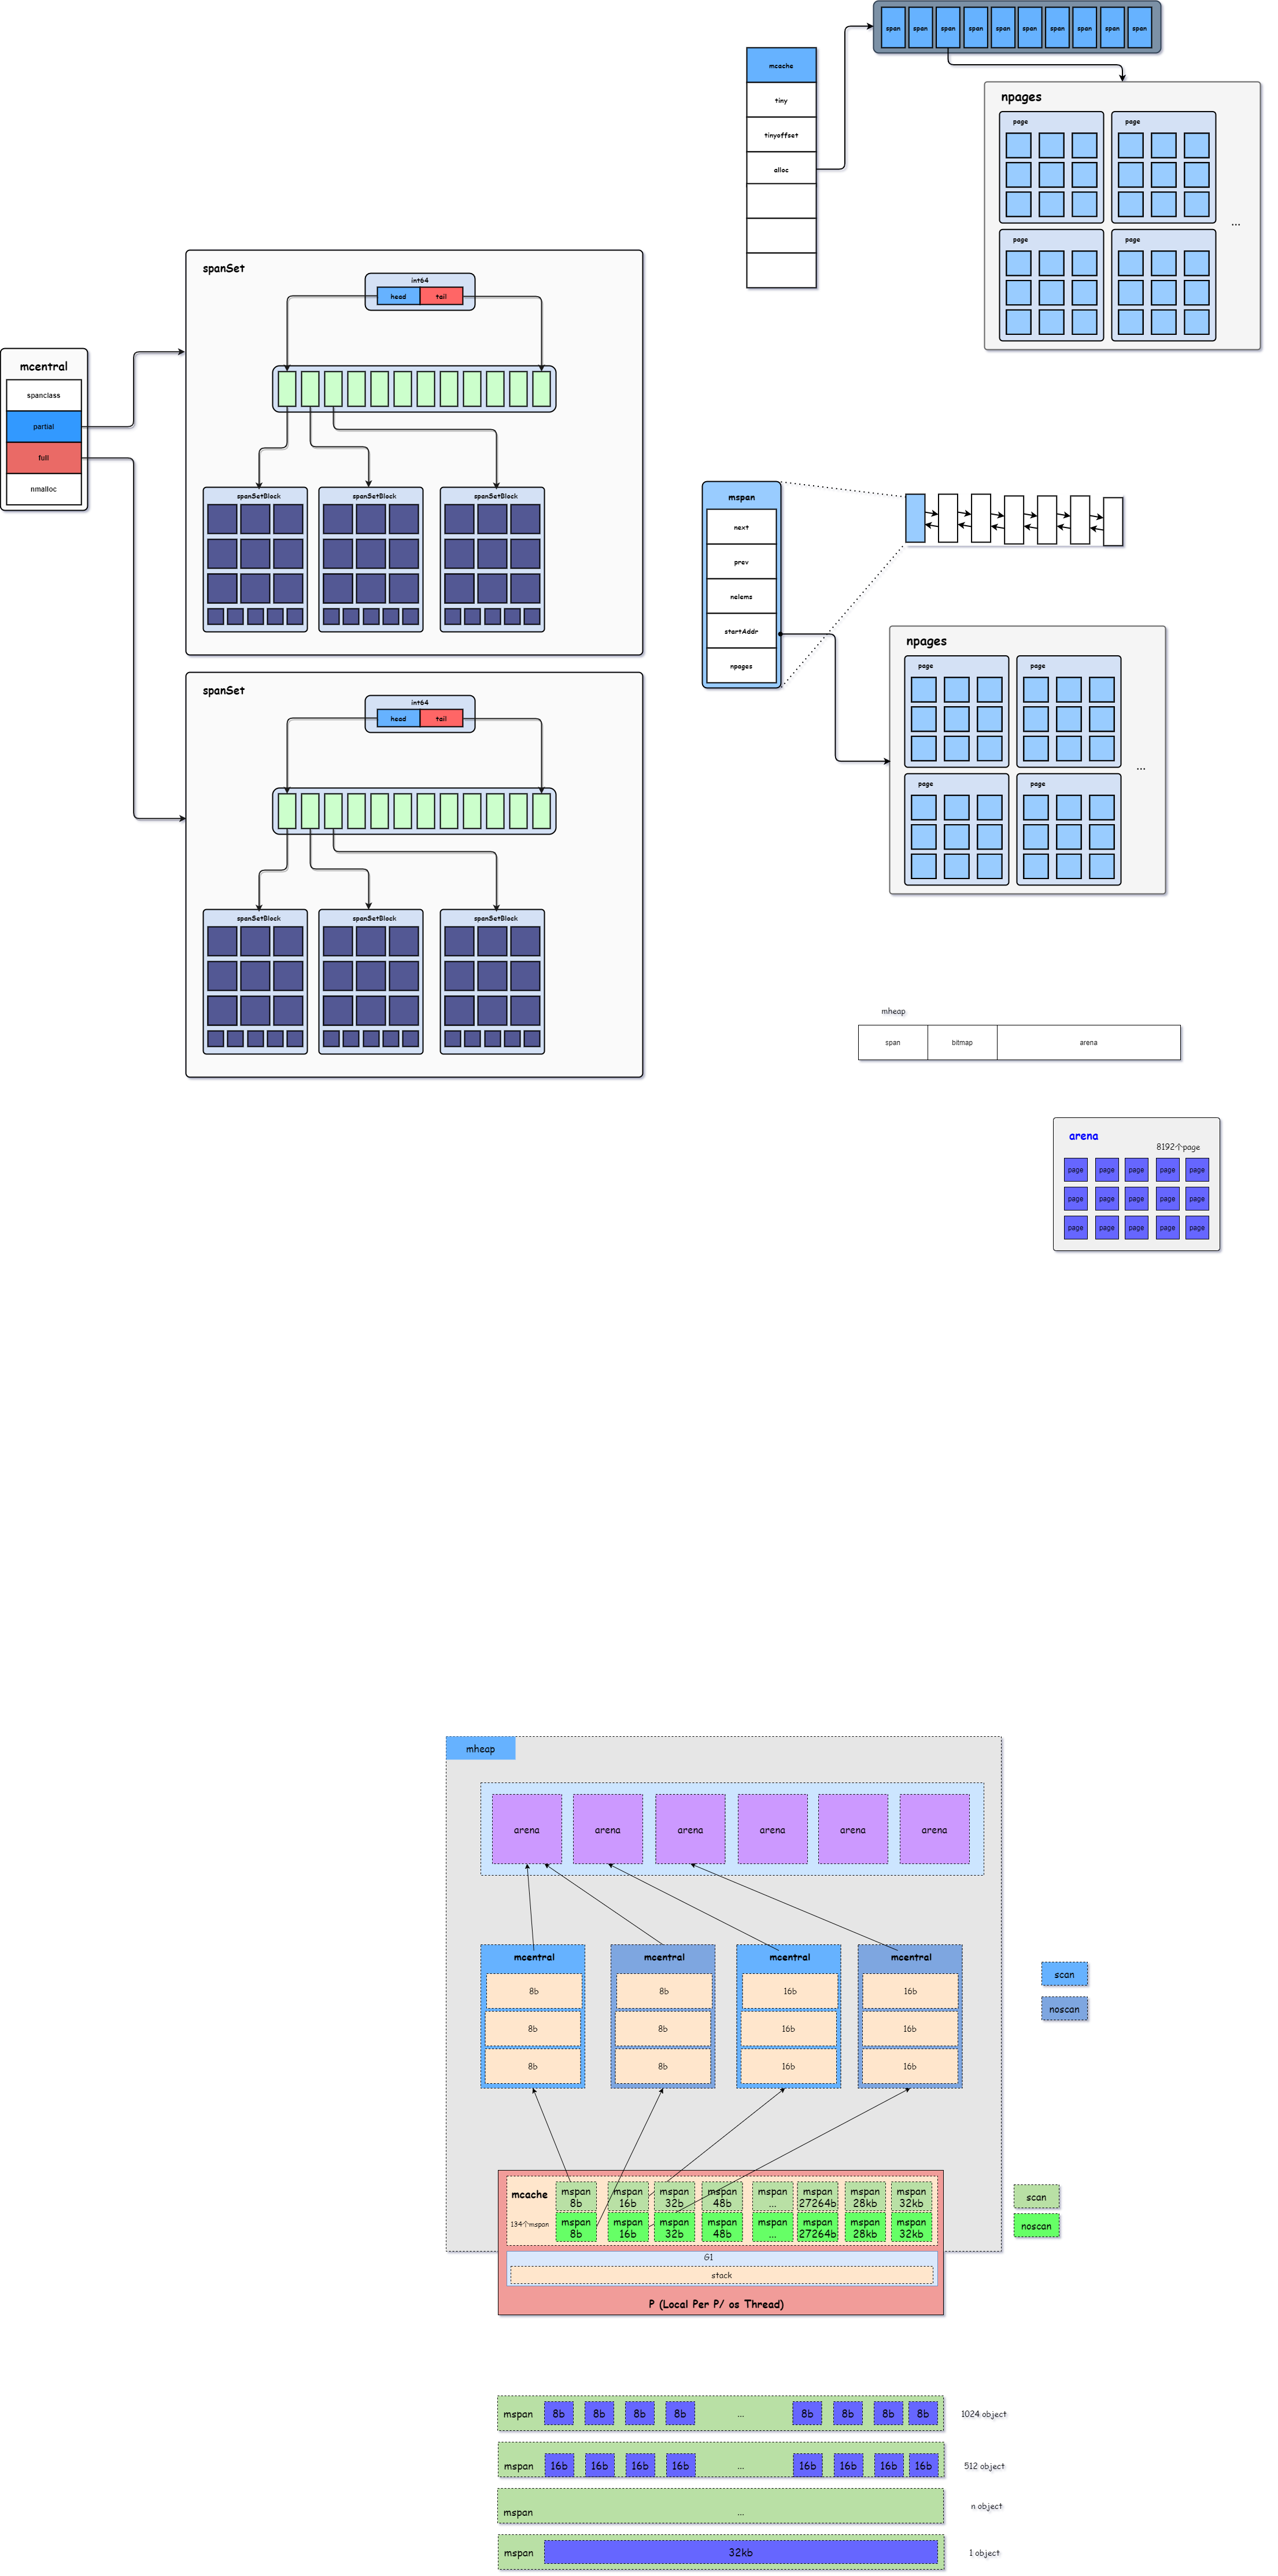 span span span span span span span span span span
mcache
tiny
tinyoffset
alloc
npages
page page
...
page page
spanSet
int64
head tail
spanSetBlock spanSetBlock spanSetBlock
mcentral
spanclass
partial
full
nmalloc
spanSet
int64
head tail
spanSetBlock spanSetBlock spanSetBlock
mspan
next
prev
nelems
startAddr
npages
npages
page page
...
page page
mheap
span bitmap arena
arena
8192个page
page page page page page
page page page page page
page page page page page
mheap
arena arena arena arena arena arena
mcentral mcentral mcentral mcentral
8b 8b 16b 16b
8b 8b 16b 16b
8b 8b 16b 16b
scan
noscan
mcache
134个mspan
mspan mspan mspan mspan mspan mspan mspan mspan
8b 16b 32b 48b ... 27264b 28kb 32kb
mspan mspan mspan mspan mspan mspan mspan mspan
8b 16b 32b 48b ... 27264b 28kb 32kb
scan
noscan
G1
stack
P (Local Per P/ os Thread)
mspan 8b 8b 8b 8b ... 8b 8b 8b 8b 1024 object
mspan 16b 16b 16b 16b ... 16b 16b 16b 16b 512 object
mspan ... n object
mspan 32kb 1 object